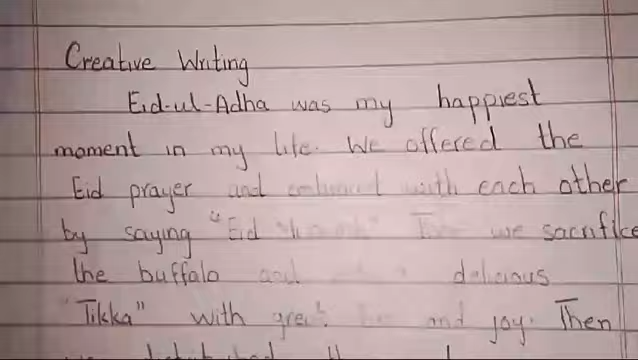 Creative Writing
Eid-ul-Adha was my happiest
moment in my life. We offered the
Eid prayer and with each other
by saying "Eid we sacrifice
the buffalo and delicious
"Tikka" with great and joy. Then